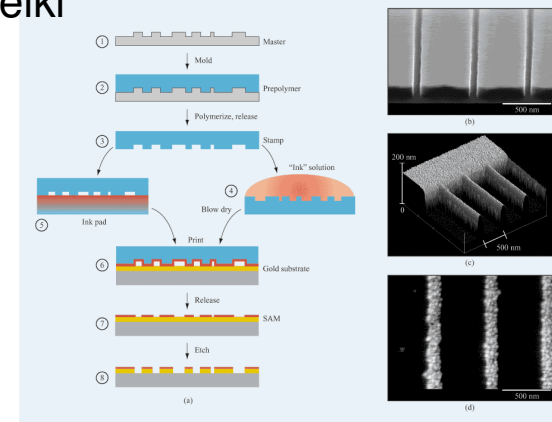 eiki
1
Master
Mold
2
Prepolymer
Polymerize, release
3
Stamp
"Ink" solution
4
5
Ink pad
Blow dry
Print
6
Gold substrate
Release
7
SAM
Etch
8
(a)
500 nm
(b)
200 nm
0
500 nm
(c)
500 nm
(d)